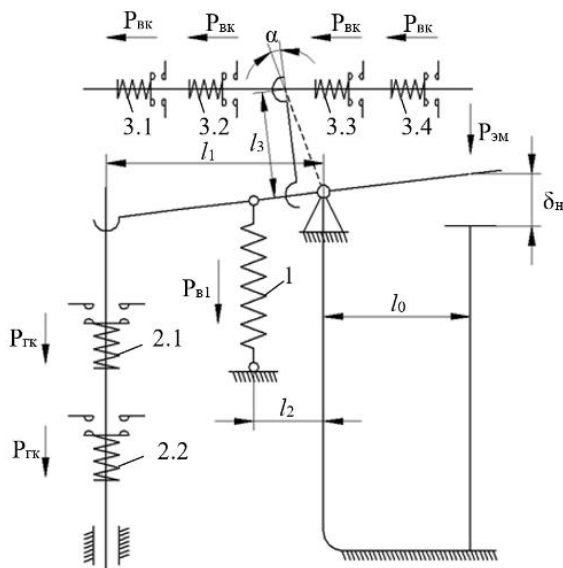 Pвк Pвк α Pвк Pвк
3.1 3.2 3.3 3.4
Pэм
l₃
l₁
δн
Pв1 1
l₀
Pгк 2.1
l₂
Pгк 2.2